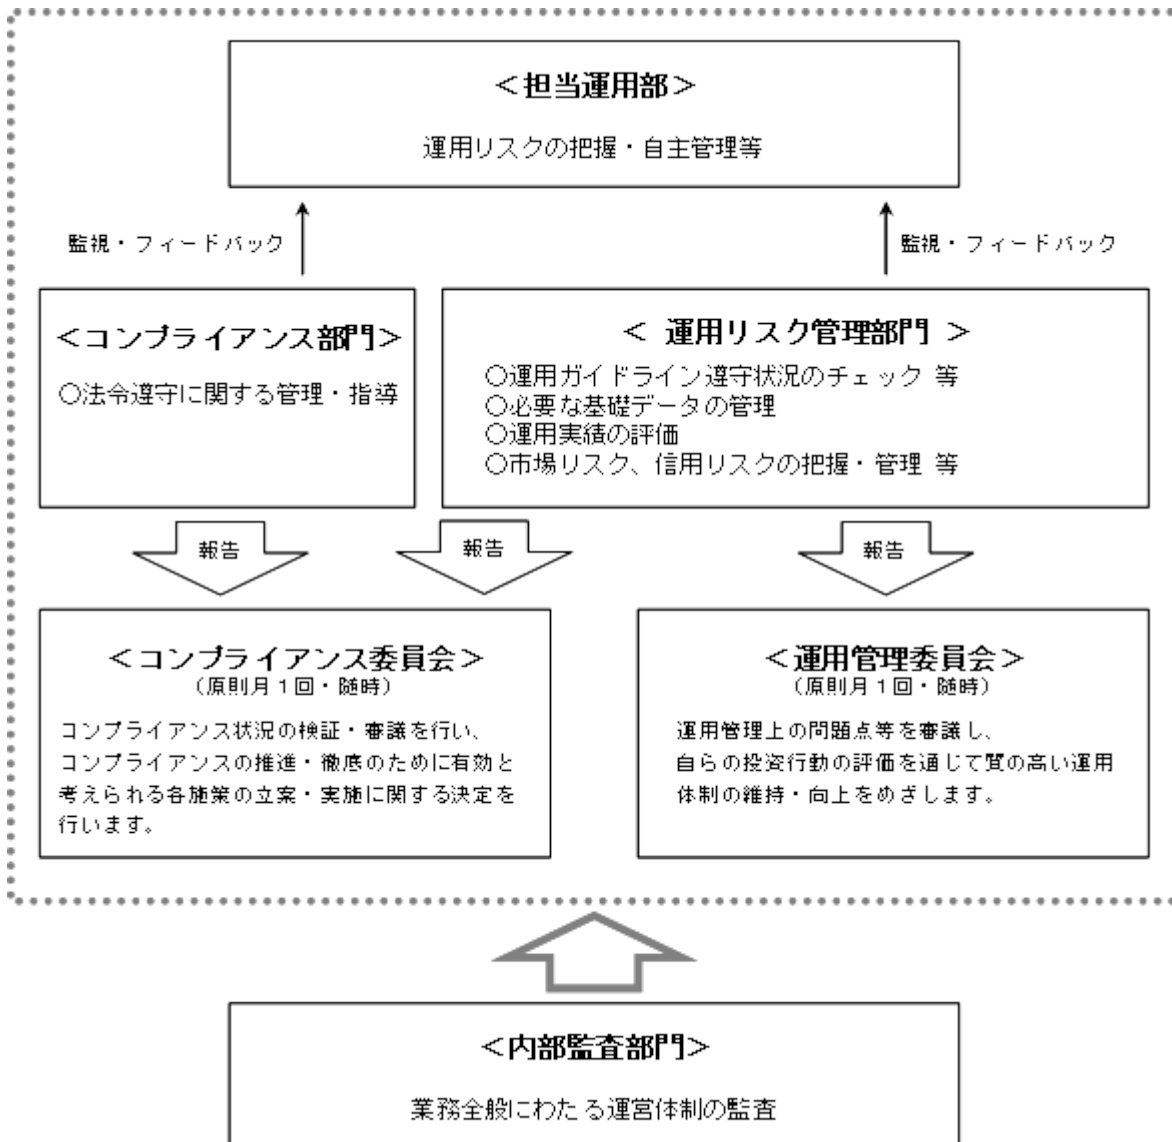 ＜担当運用部＞
運用リスクの把握・自主管理等
監視・フィードバック
監視・フィードバック
＜コンプライアンス部門＞
○法令遵守に関する管理・指導
＜ 運用リスク管理部門 ＞
○運用ガイドライン遵守状況のチェック 等
○必要な基礎データの管理
○運用実績の評価
○市場リスク、信用リスクの把握・管理 等
報告
報告
報告
＜コンプライアンス委員会＞
（原則月１回・随時）
コンプライアンス状況の検証・審議を行い、
コンプライアンスの推進・徹底のために有効と
考えられる各施策の立案・実施に関する決定を
行います。
＜運用管理委員会＞
（原則月１回・随時）
運用管理上の問題点等を審議し、
自らの投資行動の評価を通じて質の高い運用
体制の維持・向上をめざします。
＜内部監査部門＞
業務全般にわたる運営体制の監査